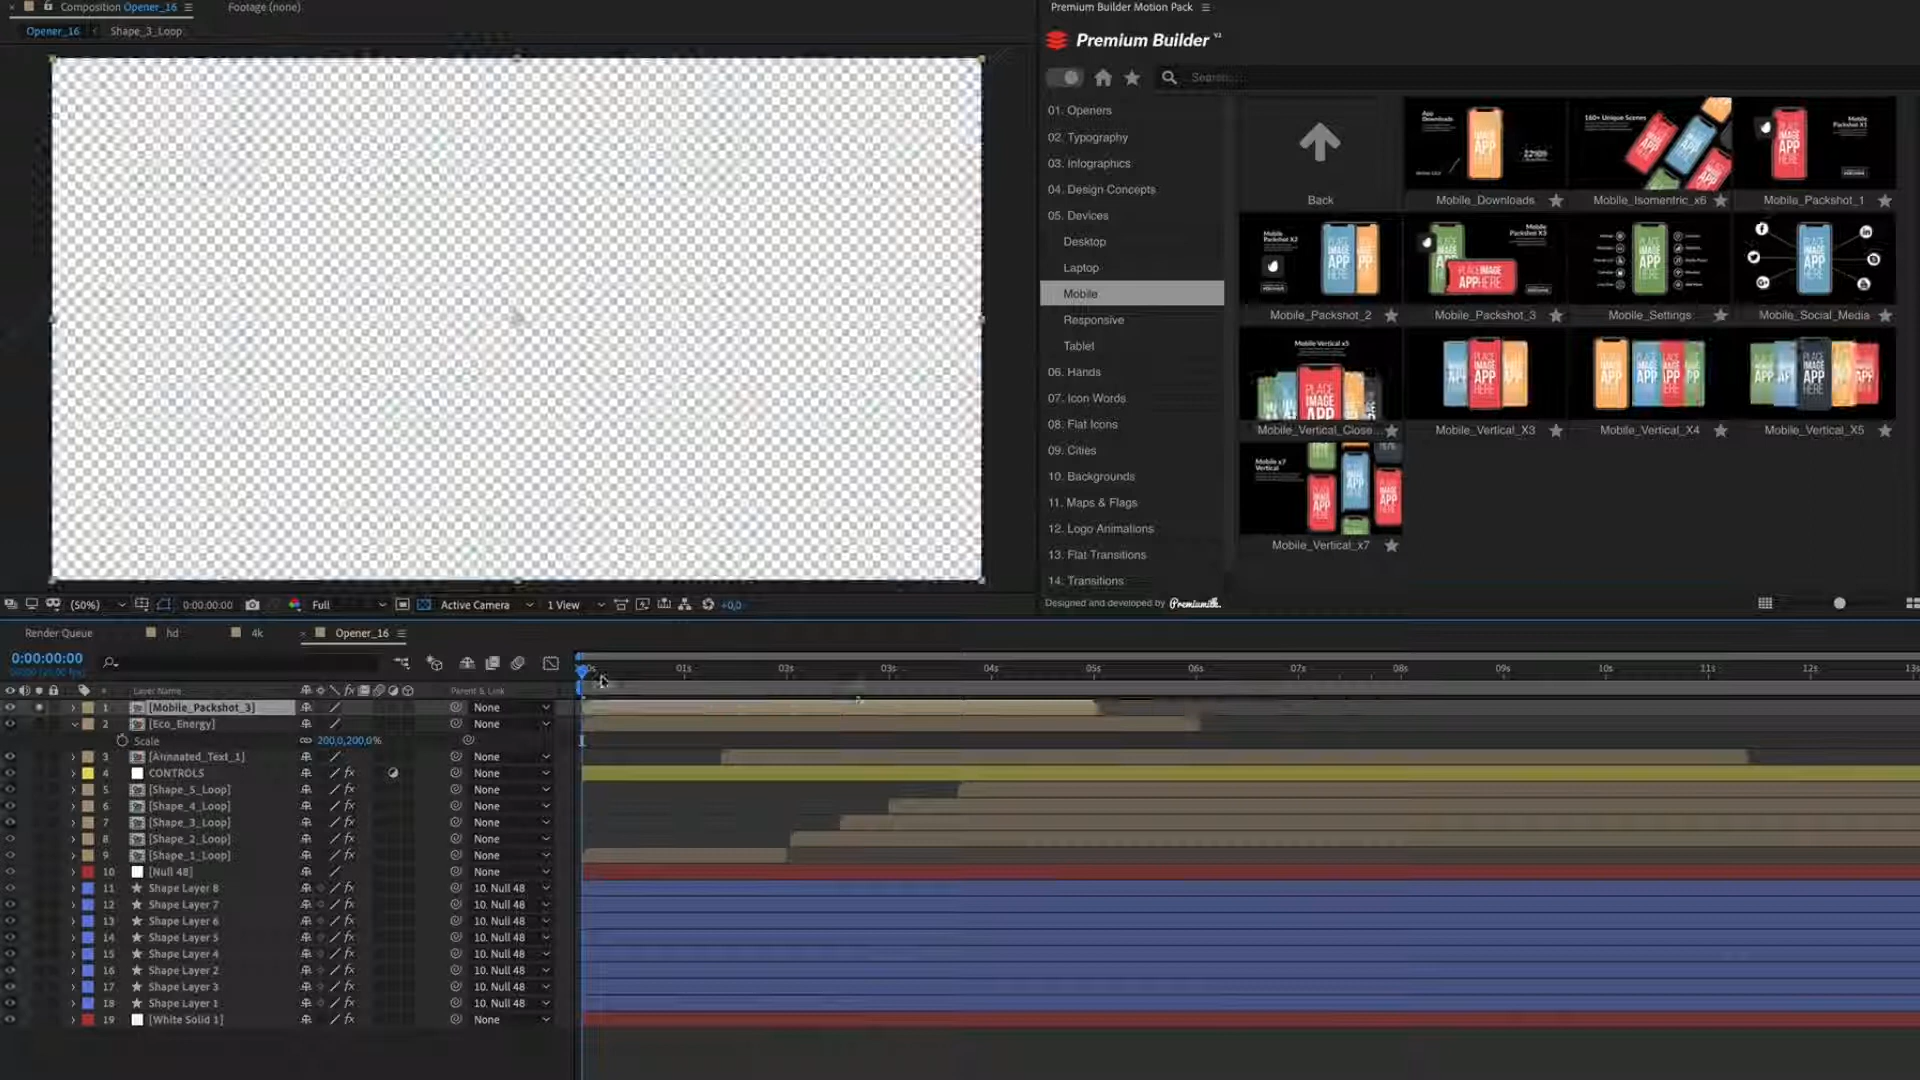 Composition Opener_16
Footage (none)
Opener_16
Shape_3_Loop
Premium Builder Motion Pack
Premium Builder V2
Search...
01. Openers
02. Typography
03. Infographics
04. Design Concepts
05. Devices
Desktop
Laptop
Mobile
Responsive
Tablet
06. Hands
07. Icon Words
08. Flat Icons
09. Cities
10. Backgrounds
11. Maps & Flags
12. Logo Animations
13. Flat Transitions
14. Transitions
Designed and developed by Premiumilk.
Back
Mobile_Downloads
Mobile_Isomentric_x6
Mobile_Packshot_1
Mobile_Packshot_2
Mobile_Packshot_3
Mobile_Settings
Mobile_Social_Media
Mobile_Vertical_Close...
Mobile_Vertical_X3
Mobile_Vertical_X4
Mobile_Vertical_X5
Mobile_Vertical_x7
(50%)
0:00:00:00
Full
Active Camera
1 View
+0,0
Render Queue
hd
4k
Opener_16
0:00:00:00
01s
03s
03s
04s
05s
06s
07s
08s
09s
10s
11s
12s
# Layer Name
Parent & Link
1 [Mobile_Packshot_3] None
2 [Eco_Energy] None
Scale 200,0,200,0%
3 [Animated_Text_1] None
4 CONTROLS None
5 [Shape_5_Loop] None
6 [Shape_4_Loop] None
7 [Shape_3_Loop] None
8 [Shape_2_Loop] None
9 [Shape_1_Loop] None
10 [Null 48] None
11 Shape Layer 8 10. Null 48
12 Shape Layer 7 10. Null 48
13 Shape Layer 6 10. Null 48
14 Shape Layer 5 10. Null 48
15 Shape Layer 4 10. Null 48
16 Shape Layer 2 10. Null 48
17 Shape Layer 3 10. Null 48
18 Shape Layer 1 10. Null 48
19 [White Solid 1] None